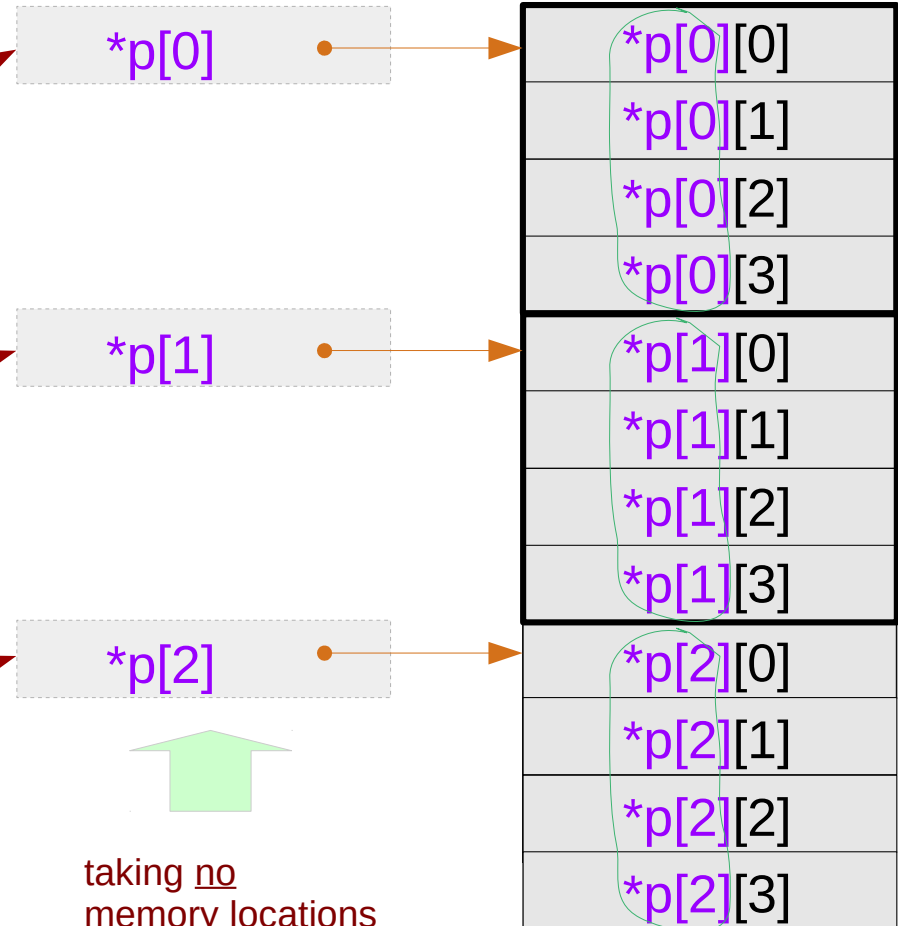 *p[0]
*p[0][0]
*p[0][1]
*p[0][2]
*p[0][3]
*p[1]
*p[1][0]
*p[1][1]
*p[1][2]
*p[1][3]
*p[2]
*p[2][0]
*p[2][1]
*p[2][2]
*p[2][3]
taking no
memory locations